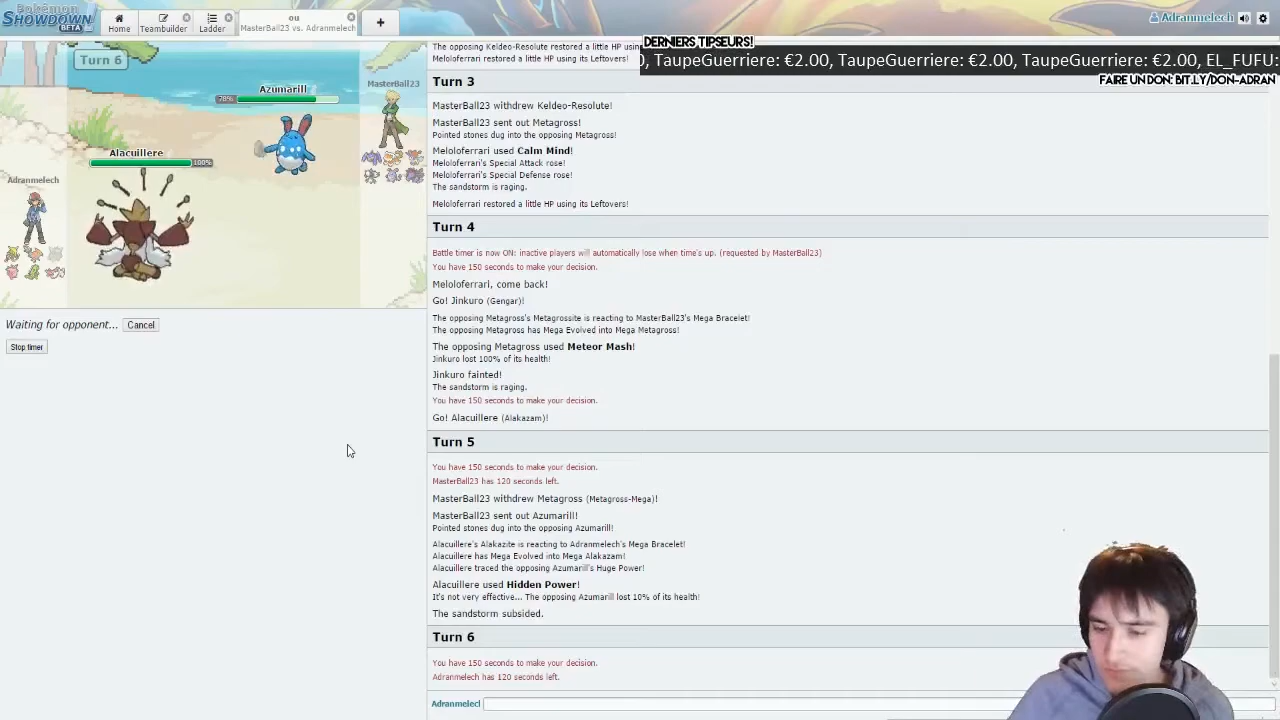 Pokémon
Showdown
BETA
Home
Teambuilder
Ladder
ou
MasterBall23 vs. Adranmelech
+
Adranmelech
DERNIERS TIPSEURS!
), TaupeGuerriere: €2.00, TaupeGuerriere: €2.00, TaupeGuerriere: €2.00, EL_FUFU:
FAIRE UN DON: BIT.LY/DON-ADRAN
Turn 6
Azumarill
78%
MasterBall23
Alacuillere
100%
Adranmelech
Waiting for opponent... Cancel
Stop timer
The opposing Keldeo-Resolute restored a little HP using
Meloloferrari restored a little HP using its Leftovers!
Turn 3
MasterBall23 withdrew Keldeo-Resolute!
MasterBall23 sent out Metagross!
Pointed stones dug into the opposing Metagross!
Meloloferrari used Calm Mind!
Meloloferrari's Special Attack rose!
Meloloferrari's Special Defense rose!
The sandstorm is raging.
Meloloferrari restored a little HP using its Leftovers!
Turn 4
Battle timer is now ON: inactive players will automatically lose when time's up. (requested by MasterBall23)
You have 150 seconds to make your decision.
Meloloferrari, come back!
Go! Jinkuro (Gengar)!
The opposing Metagross's Metagrossite is reacting to MasterBall23's Mega Bracelet!
The opposing Metagross has Mega Evolved into Mega Metagross!
The opposing Metagross used Meteor Mash!
Jinkuro lost 100% of its health!
Jinkuro fainted!
The sandstorm is raging.
You have 150 seconds to make your decision.
Go! Alacuillere (Alakazam)!
Turn 5
You have 150 seconds to make your decision.
MasterBall23 has 120 seconds left.
MasterBall23 withdrew Metagross (Metagross-Mega)!
MasterBall23 sent out Azumarill!
Pointed stones dug into the opposing Azumarill!
Alacuillere's Alakazite is reacting to Adranmelech's Mega Bracelet!
Alacuillere has Mega Evolved into Mega Alakazam!
Alacuillere traced the opposing Azumarill's Huge Power!
Alacuillere used Hidden Power!
It's not very effective... The opposing Azumarill lost 10% of its health!
The sandstorm subsided.
Turn 6
You have 150 seconds to make your decision.
Adranmelech has 120 seconds left.
Adranmelecl